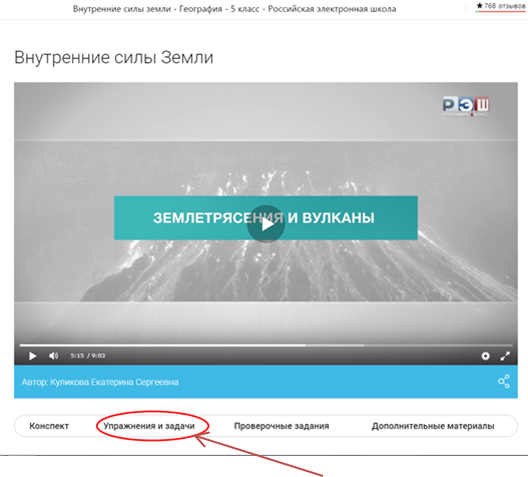 Внутренние силы земли - География - 5 класс - Российская электронная школа
★768 отзывов
Внутренние силы Земли
РЭШ
ЗЕМЛЕТРЯСЕНИЯ И ВУЛКАНЫ
5:15 / 9:03
Автор: Куликова Екатерина Сергеевна
Конспект Упражнения и задачи Проверочные задания Дополнительные материалы